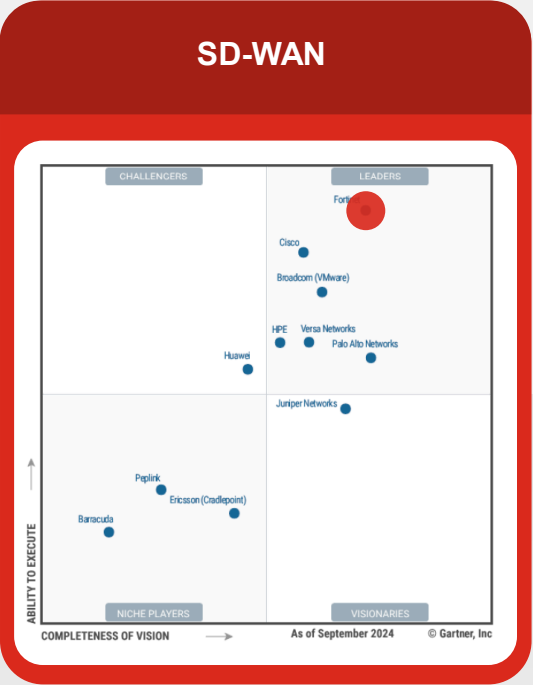 SD-WAN
CHALLENGERS
LEADERS
Cisco
Broadcom (VMware)
HPE
Versa Networks
Palo Alto Networks
Huawei
Juniper Networks
Peplink
Ericsson (Cradlepoint)
Barracuda
ABILITY TO EXECUTE
NICHE PLAYERS
VISIONARIES
COMPLETENESS OF VISION
As of September 2024
© Gartner, Inc